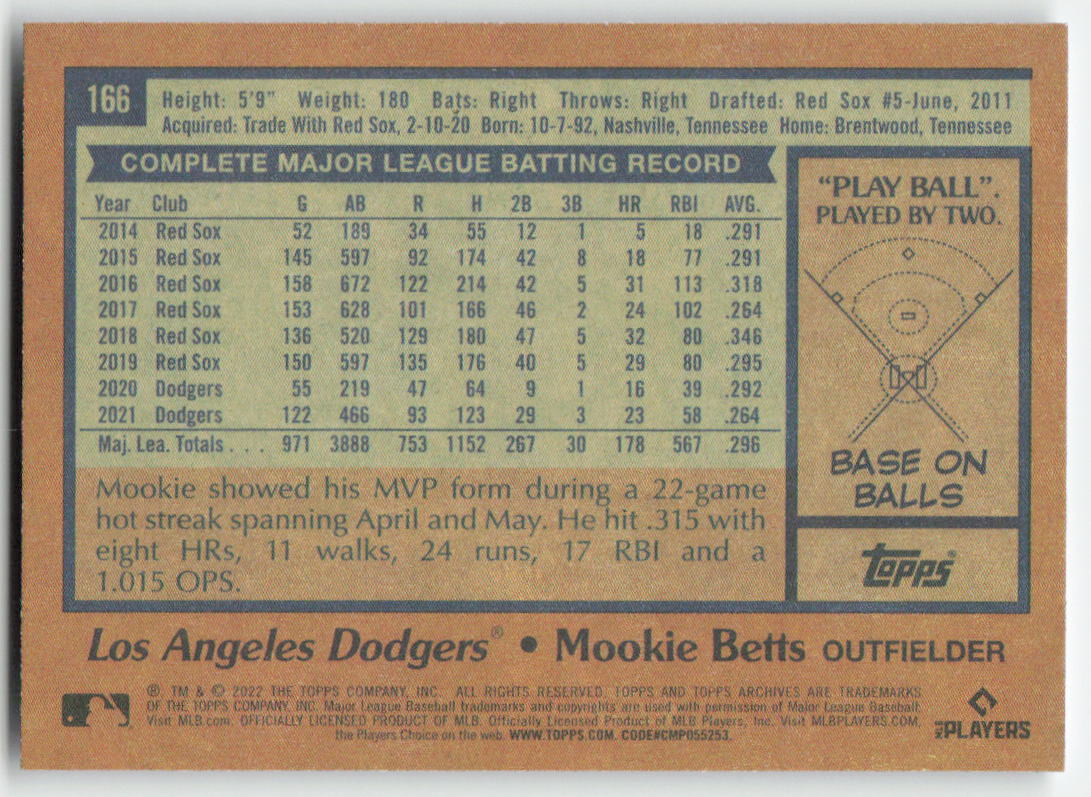 166
Height: 5'9" Weight: 180 Bats: Right Throws: Right Drafted: Red Sox #5-June, 2011
Acquired: Trade With Red Sox, 2-10-20 Born: 10-7-92, Nashville, Tennessee Home: Brentwood, Tennessee
COMPLETE MAJOR LEAGUE BATTING RECORD
Year Club G AB R H 2B 3B HR RBI AVG.
2014 Red Sox 52 189 34 55 12 1 5 18 .291
2015 Red Sox 145 597 92 174 42 8 18 77 .291
2016 Red Sox 158 672 122 214 42 5 31 113 .318
2017 Red Sox 153 628 101 166 46 2 24 102 .264
2018 Red Sox 136 520 129 180 47 5 32 80 .346
2019 Red Sox 150 597 135 176 40 5 29 80 .295
2020 Dodgers 55 219 47 64 9 1 16 39 .292
2021 Dodgers 122 466 93 123 29 3 23 58 .264
Maj. Lea. Totals . . . 971 3888 753 1152 267 30 178 567 .296
Mookie showed his MVP form during a 22-game
hot streak spanning April and May. He hit .315 with
eight HRs, 11 walks, 24 runs, 17 RBI and a
1.015 OPS.
"PLAY BALL".
PLAYED BY TWO.
BASE ON
BALLS
Topps®
Los Angeles Dodgers® • Mookie Betts OUTFIELDER
®, TM & © 2022 THE TOPPS COMPANY, INC. ALL RIGHTS RESERVED. TOPPS AND TOPPS ARCHIVES ARE TRADEMARKS
OF THE TOPPS COMPANY, INC. Major League Baseball trademarks and copyrights are used with permission of Major League Baseball.
Visit MLB.com. OFFICIALLY LICENSED PRODUCT OF MLB. Officially Licensed Product of MLB Players, Inc. Visit MLBPLAYERS.COM,
the Players Choice on the web. WWW.TOPPS.COM. CODE#CMP055253.
MLB PLAYERS